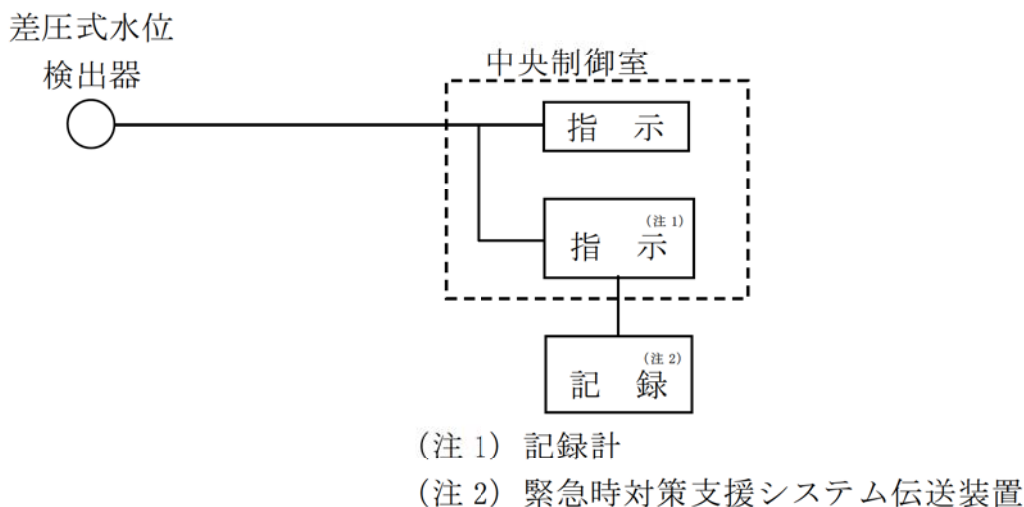 差圧式水位
検出器
中央制御室
指　示
指　示(注 1)
記　録(注 2)
(注 1) 記録計
(注 2) 緊急時対策支援システム伝送装置